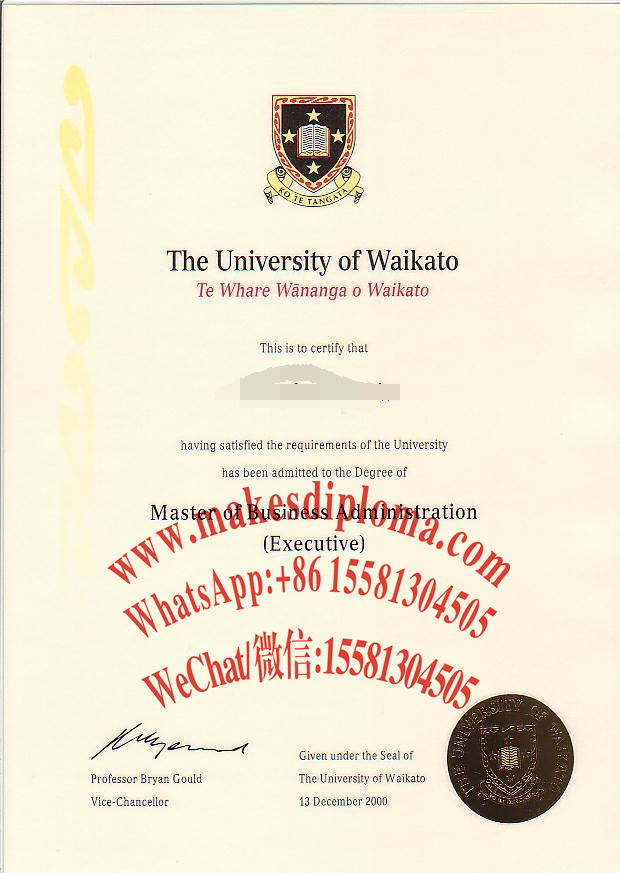 KO TE TANGATA
The University of Waikato
Te Whare Wānanga o Waikato
This is to certify that
having satisfied the requirements of the University
has been admitted to the Degree of
Master of Business Administration
(Executive)
www.makesdiploma.com
WhatsApp:+86 15581304505
WeChat/微信:15581304505
Professor Bryan Gould
Vice-Chancellor
Given under the Seal of
The University of Waikato
13 December 2000
THE UNIVERSITY OF WAIKATO